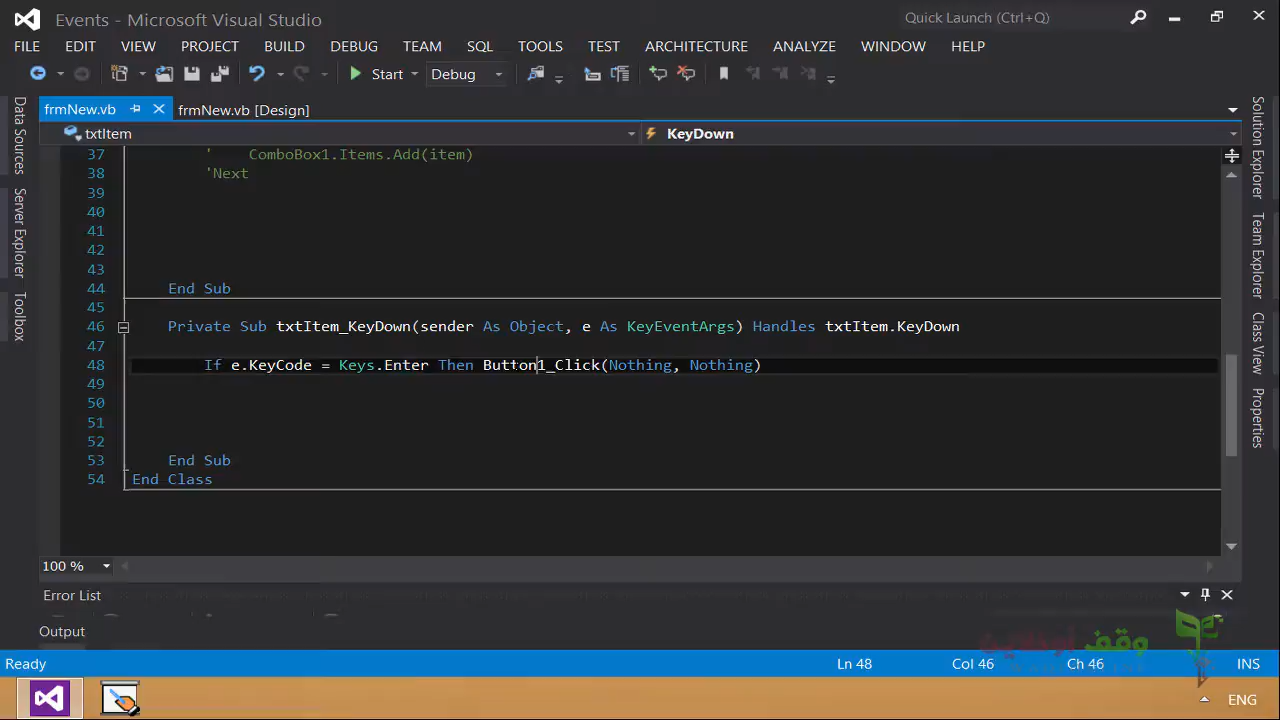 Events - Microsoft Visual Studio
Quick Launch (Ctrl+Q)
FILE EDIT VIEW PROJECT BUILD DEBUG TEAM SQL TOOLS TEST ARCHITECTURE ANALYZE WINDOW HELP
Start Debug
frmNew.vb frmNew.vb [Design]
txtItem KeyDown
37 ' ComboBox1.Items.Add(item)
38 'Next
39
40
41
42
43
44 End Sub
45
46 Private Sub txtItem_KeyDown(sender As Object, e As KeyEventArgs) Handles txtItem.KeyDown
47
48 If e.KeyCode = Keys.Enter Then Button1_Click(Nothing, Nothing)
49
50
51
52
53 End Sub
54 End Class
100 %
Error List
Output
Ready Ln 48 Col 46 Ch 46 INS
ENG
Data Sources
Server Explorer
Toolbox
Solution Explorer
Team Explorer
Class View
Properties
وقف أونلاين